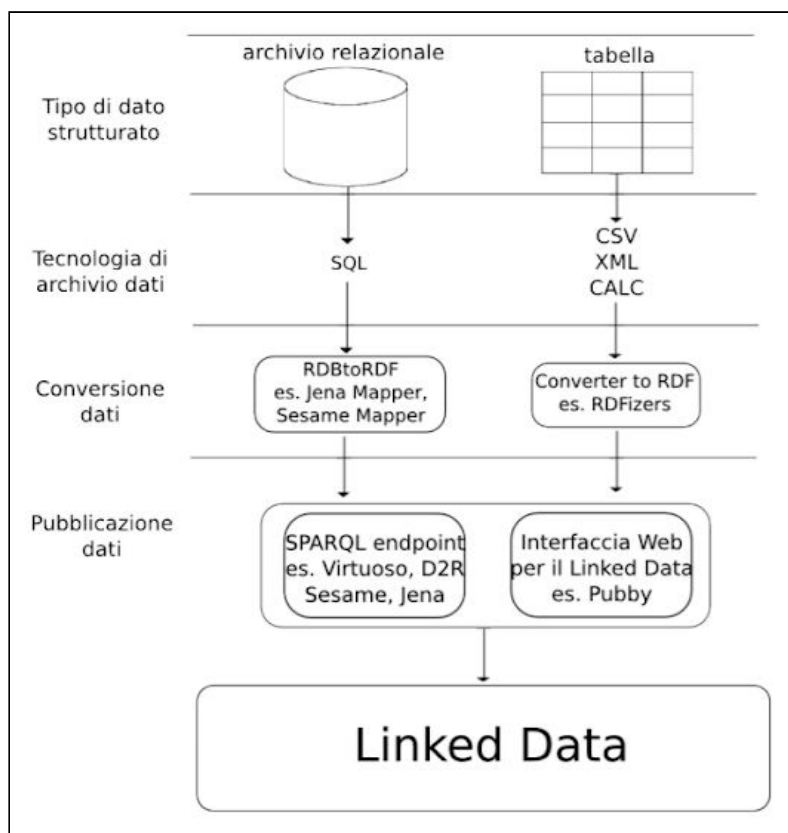 archivio relazionale
tabella
Tipo di dato
strutturato
Tecnologia di
archivio dati
SQL
CSV
XML
CALC
Conversione
dati
RDBtoRDF
es. Jena Mapper,
Sesame Mapper
Converter to RDF
es. RDFizers
Pubblicazione
dati
SPARQL endpoint
es. Virtuoso, D2R
Sesame, Jena
Interfaccia Web
per il Linked Data
es. Pubby
Linked Data